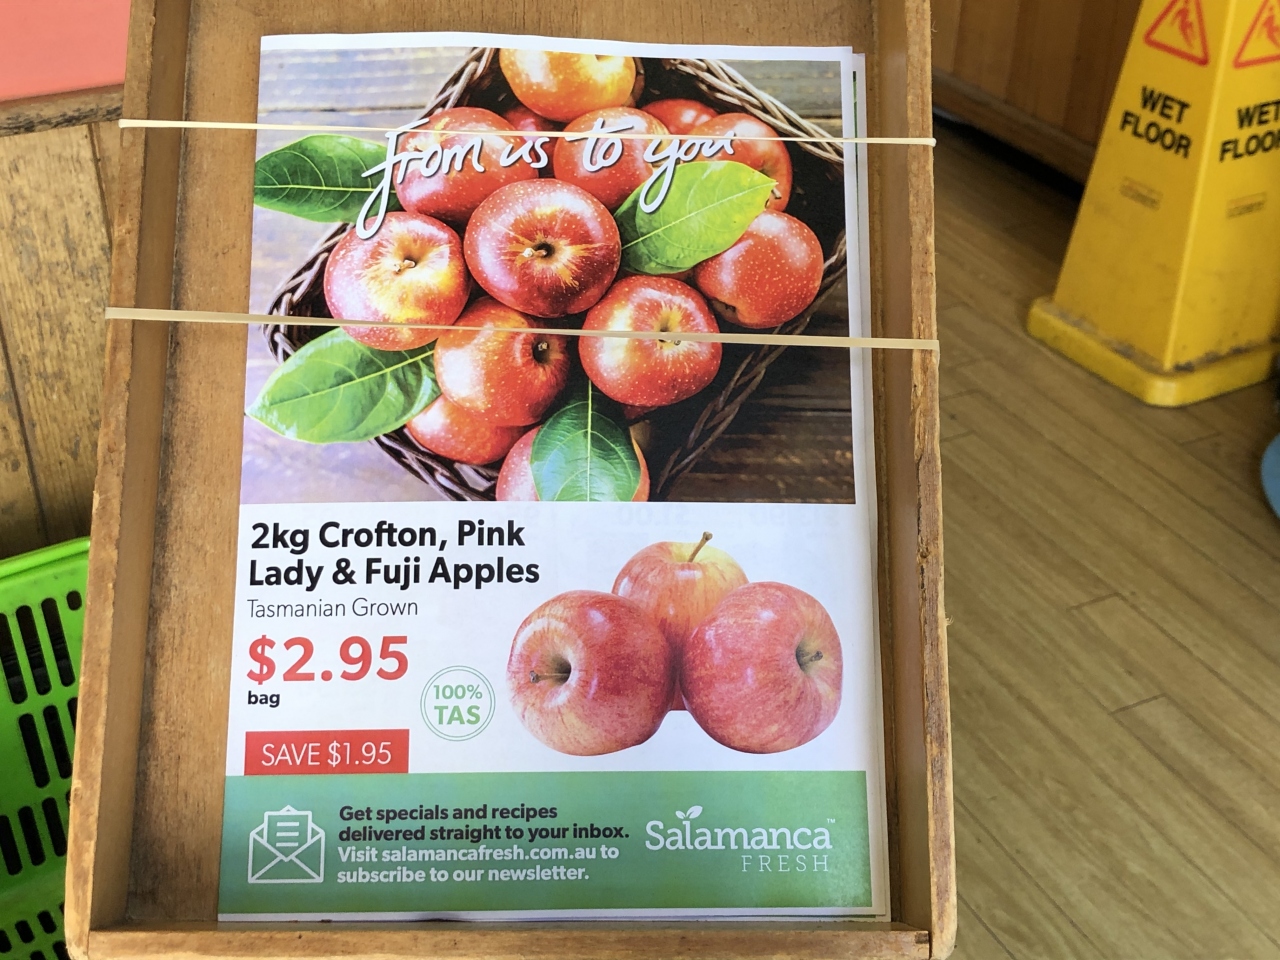 from us to you
2kg Crofton, Pink
Lady & Fuji Apples
Tasmanian Grown
$2.95
bag
100%
TAS
SAVE $1.95
Get specials and recipes
delivered straight to your inbox.
Visit salamancafresh.com.au to
subscribe to our newsletter.
Salamanca™
FRESH
WET
FLOOR
WET
FLOOR